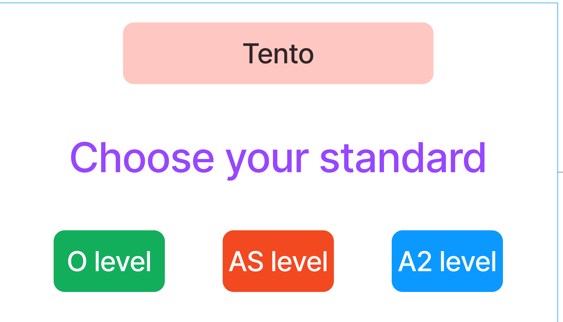 Tento
Choose your standard
O level AS level A2 level